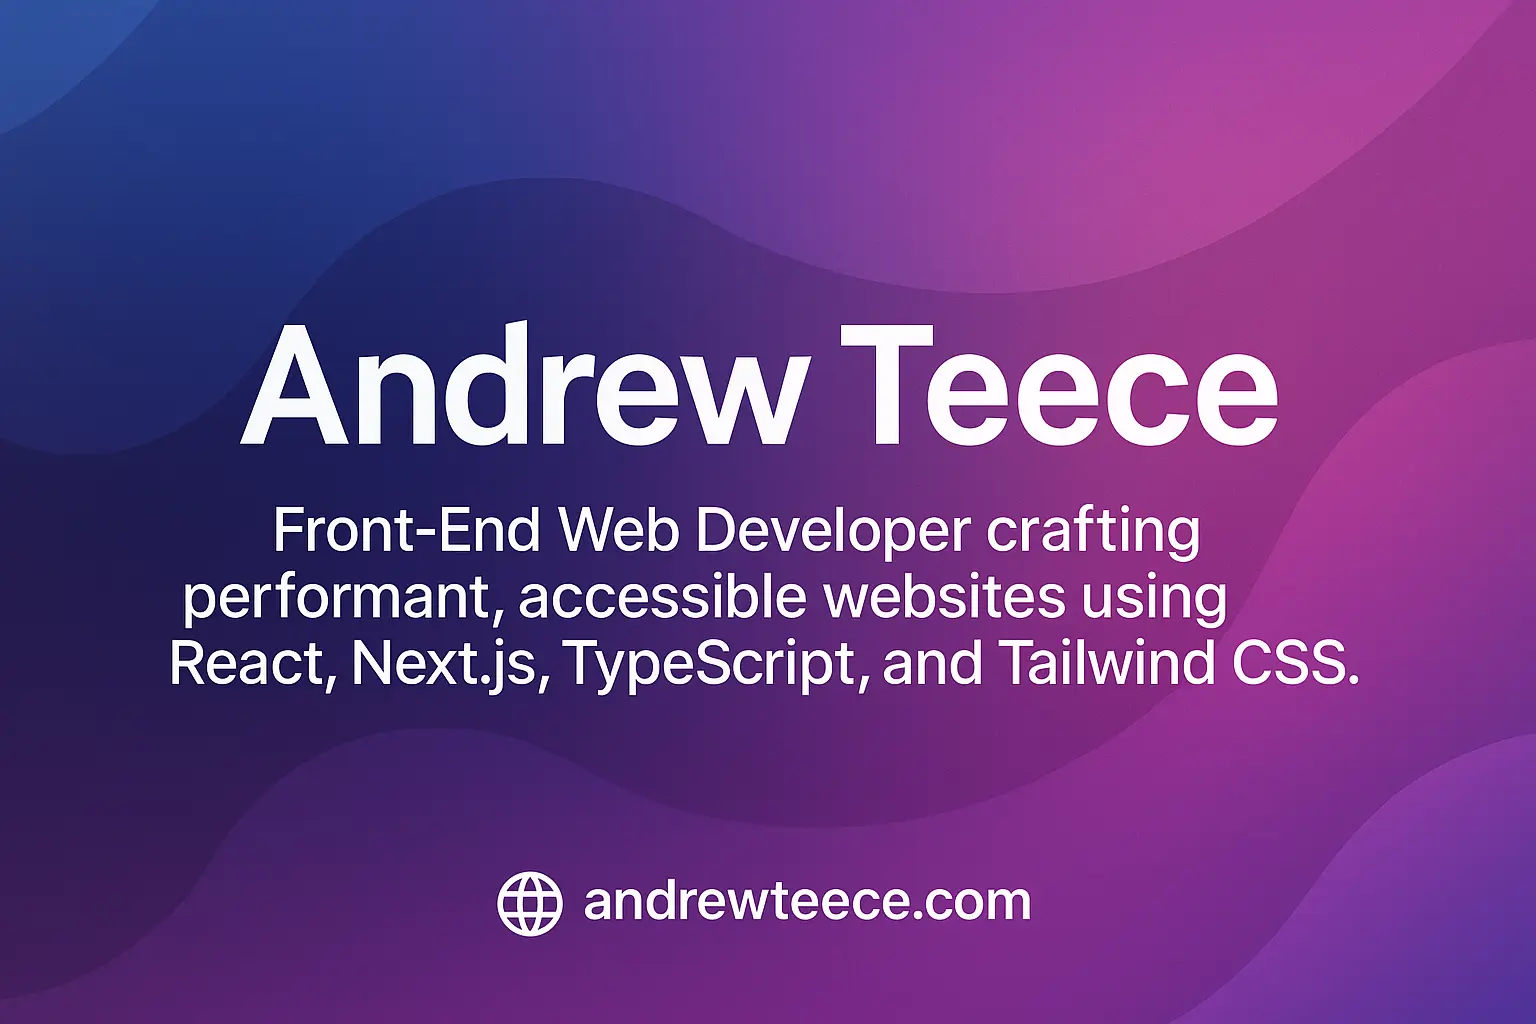 Andrew Teece
Front-End Web Developer crafting
performant, accessible websites using
React, Next.js, TypeScript, and Tailwind CSS.
andrewteece.com